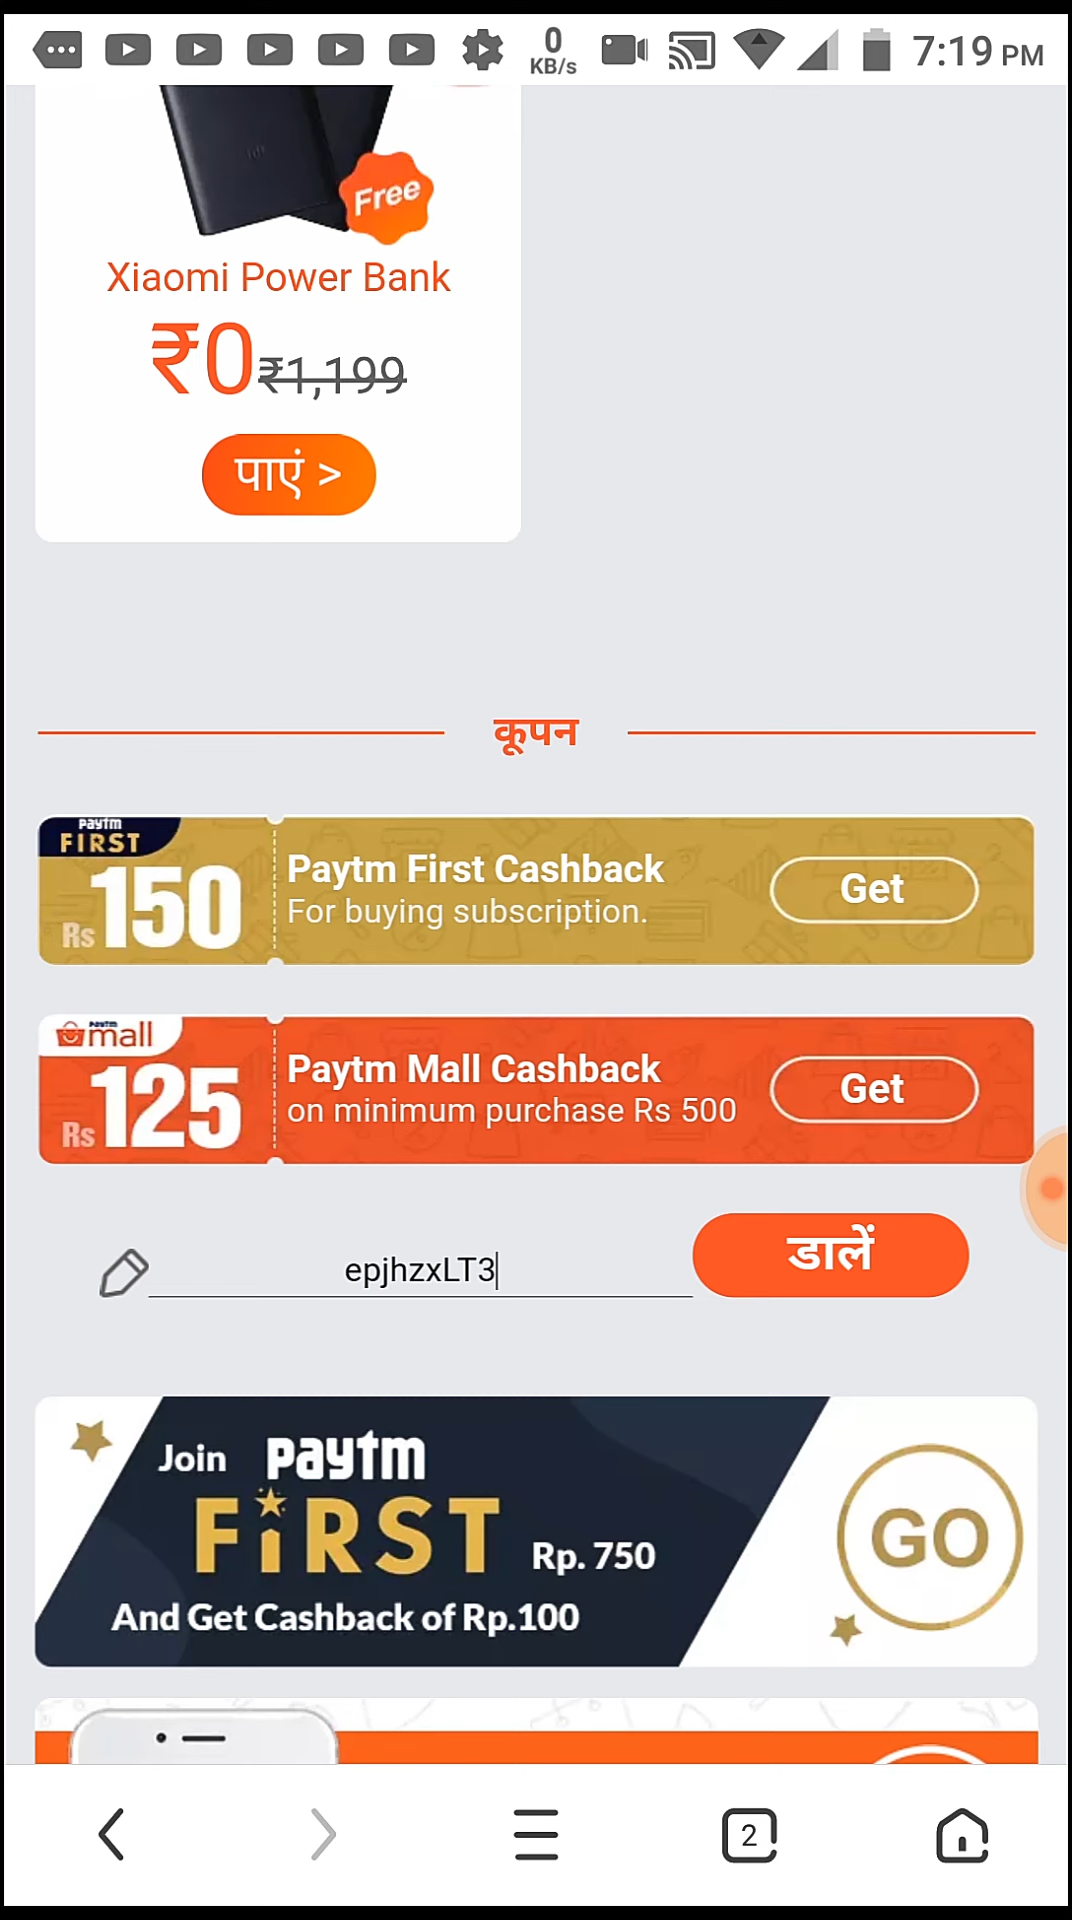 0
KB/s
7:19 PM
Free
Xiaomi Power Bank
₹0 ₹1,199
पाएं >
कूपन
paytm
FIRST
Rs 150
Paytm First Cashback
For buying subscription.
Get
paytm
mall
Rs 125
Paytm Mall Cashback
on minimum purchase Rs 500
Get
epjhzxLT3
डालें
Join paytm
FiRST Rp. 750
And Get Cashback of Rp.100
GO
2